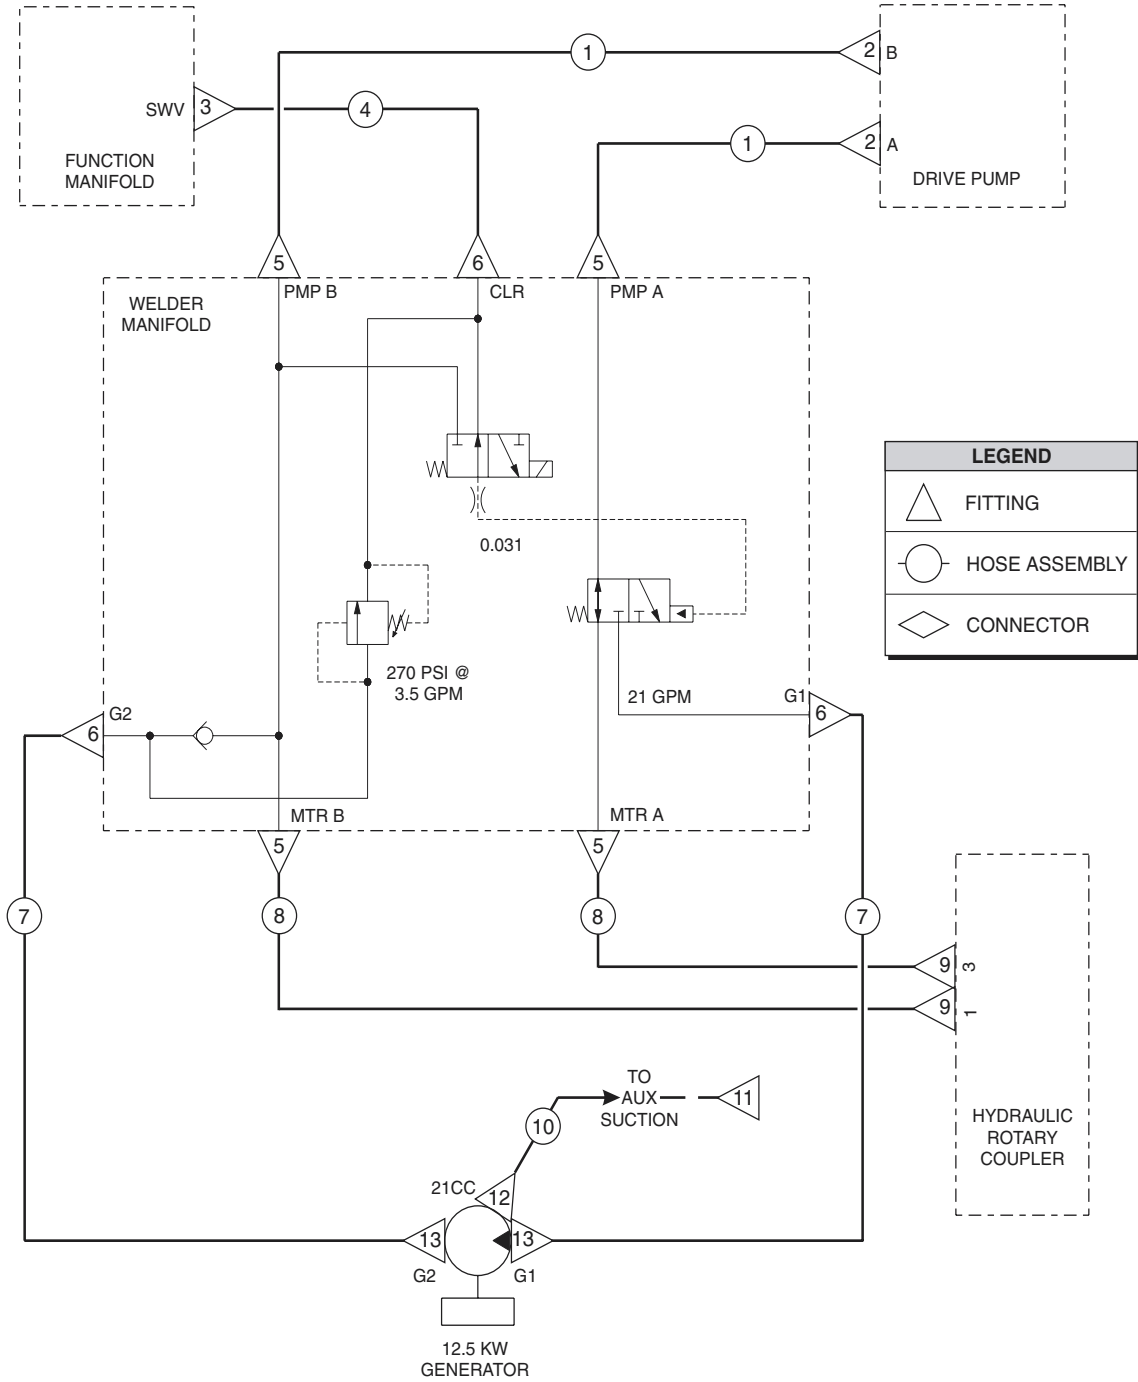 1
2
B
SWV
3
4
1
2
A
FUNCTION
MANIFOLD
DRIVE PUMP
5
6
5
PMP B
CLR
PMP A
WELDER
MANIFOLD
LEGEND
FITTING
HOSE ASSEMBLY
CONNECTOR
0.031
270 PSI @
3.5 GPM
21 GPM
G1
6
G2
6
MTR B
MTR A
5
5
7
8
8
7
9
3
9
1
TO
AUX
SUCTION
11
10
HYDRAULIC
ROTARY
COUPLER
21CC
12
13
13
G2
G1
12.5 KW
GENERATOR